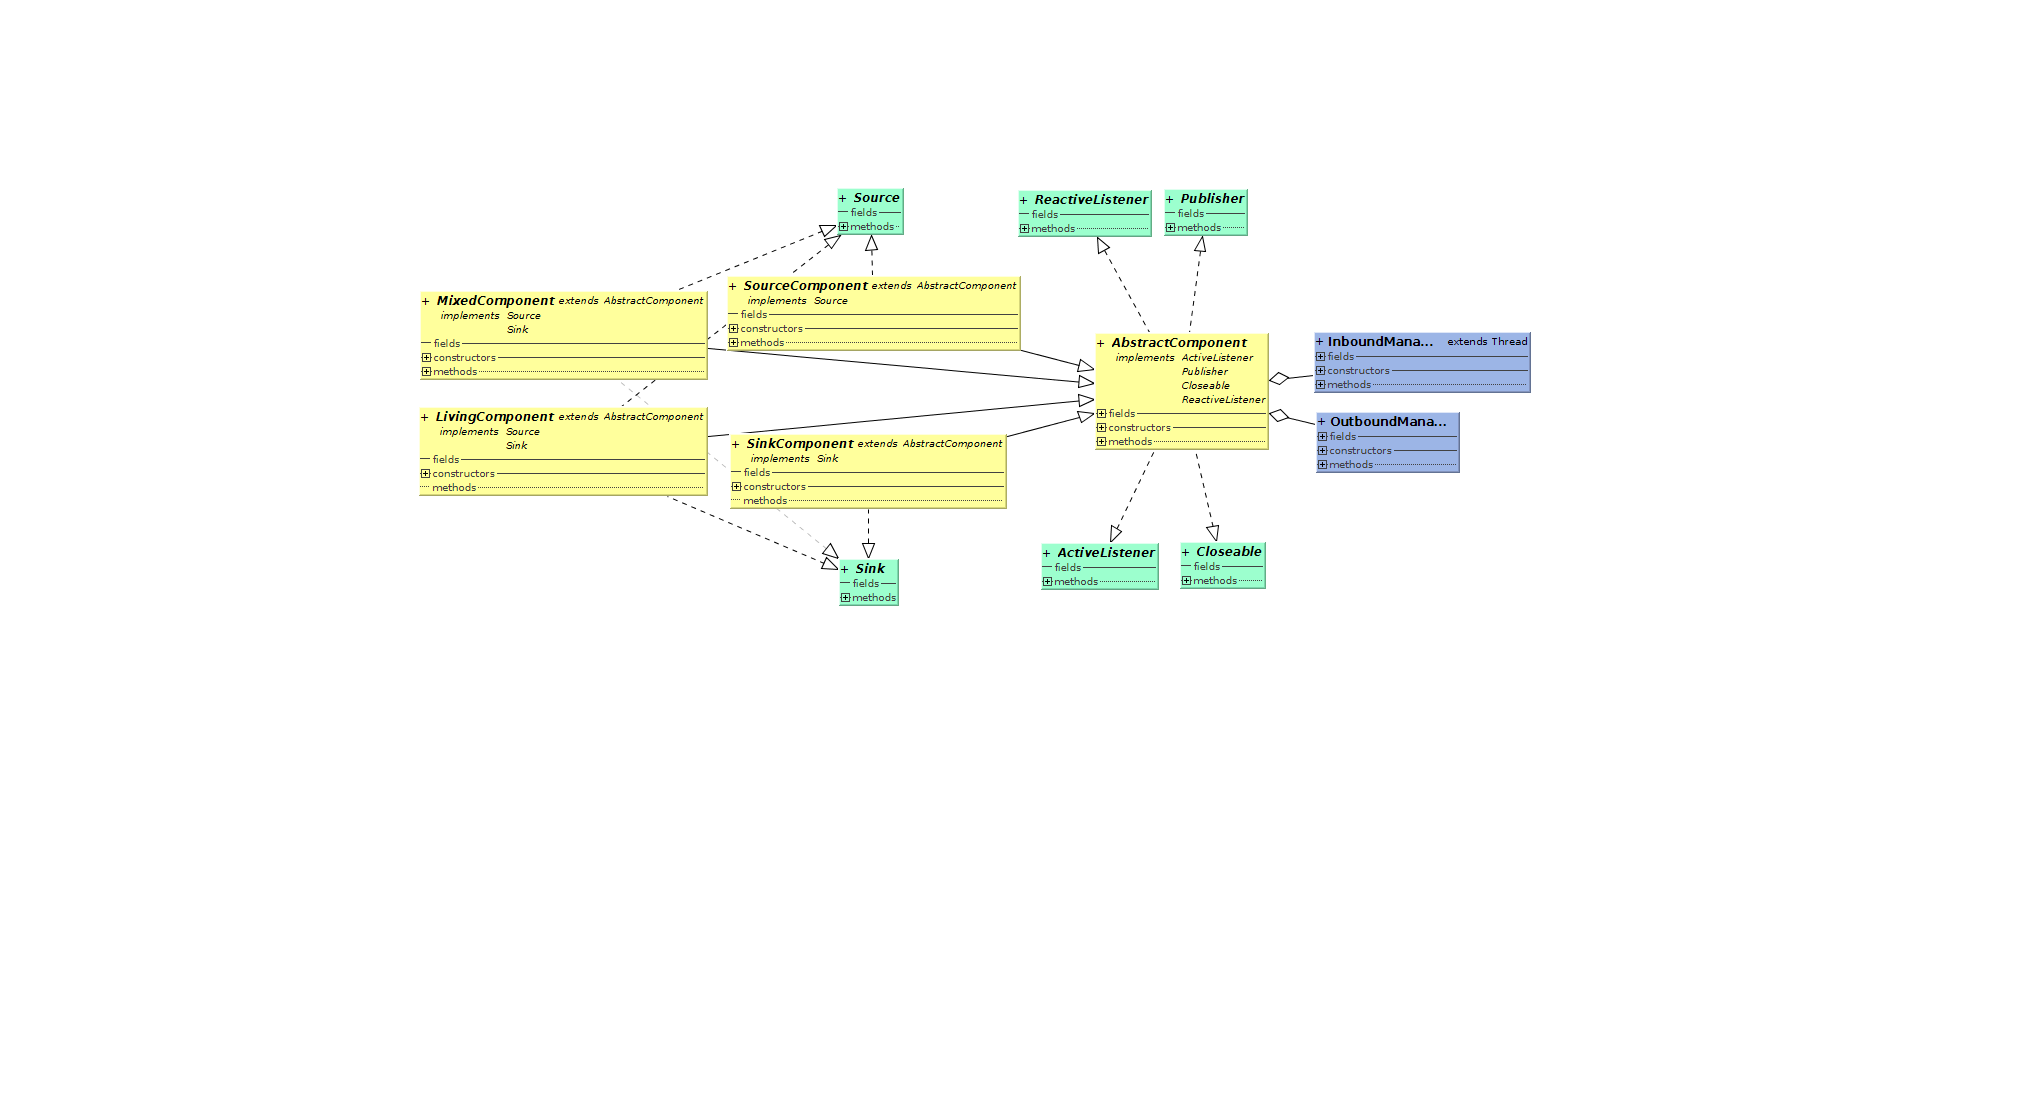 + Source
fields
methods
+ ReactiveListener
fields
methods
+ Publisher
fields
methods
+ MixedComponent extends AbstractComponent
implements Source
Sink
fields
constructors
methods
+ SourceComponent extends AbstractComponent
implements Source
fields
constructors
methods
+ AbstractComponent
implements ActiveListener
Publisher
Closeable
ReactiveListener
fields
constructors
methods
+ InboundMana... extends Thread
fields
constructors
methods
+ LivingComponent extends AbstractComponent
implements Source
Sink
fields
constructors
methods
+ SinkComponent extends AbstractComponent
implements Sink
fields
constructors
methods
+ OutboundMana...
fields
constructors
methods
+ Sink
fields
methods
+ ActiveListener
fields
methods
+ Closeable
fields
methods